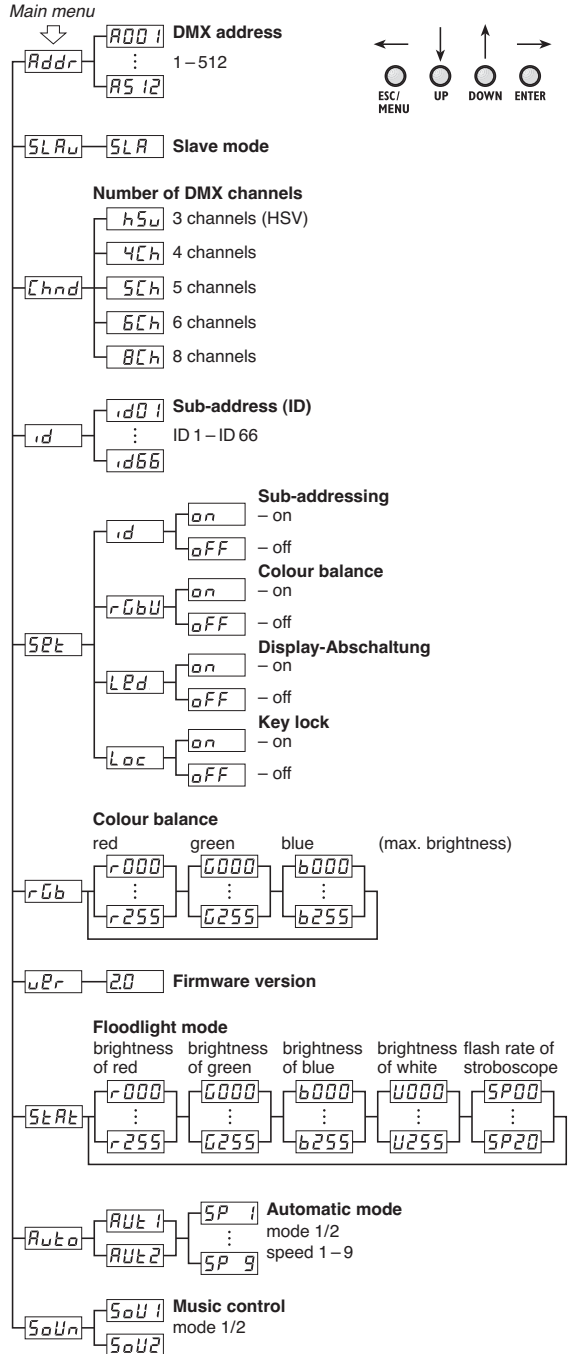 Main menu
Addr
A001
DMX address
⋮
1 – 512
A512
ESC/
MENU
UP
DOWN
ENTER
SLAv
SLA
Slave mode
Number of DMX channels
hSv
3 channels (HSV)
4Ch
4 channels
Chnd
5Ch
5 channels
6Ch
6 channels
8Ch
8 channels
id
id01
Sub-address (ID)
⋮
ID 1 – ID 66
id66
SEt
id
Sub-addressing
on
– on
oFF
– off
rGbU
Colour balance
on
– on
oFF
– off
LEd
Display-Abschaltung
on
– on
oFF
– off
Loc
Key lock
on
– on
oFF
– off
Colour balance
red green blue (max. brightness)
rGb
r000 G000 b000
⋮ ⋮ ⋮
r255 G255 b255
vEr
2.0
Firmware version
Floodlight mode
brightness of red
brightness of green
brightness of blue
brightness of white
flash rate of stroboscope
StAt
r000 G000 b000 U000 SP00
⋮ ⋮ ⋮ ⋮ ⋮
r255 G255 b255 U255 SP20
Auto
AUt1
AUt2
SP 1
⋮
SP 9
Automatic mode
mode 1/2
speed 1 – 9
SoUn
SoU1
SoU2
Music control
mode 1/2